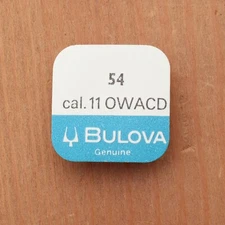 54
cal. 11 OWACD
BULOVA
Genuine